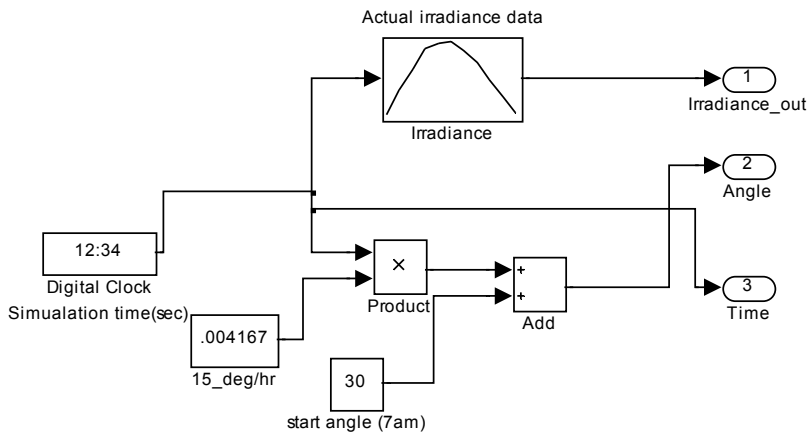 Actual irradiance data
1
Irradiance_out
Irradiance
2
Angle
12:34
Digital Clock
Simualation time(sec)
×
Product
+
+
Add
3
Time
.004167
15_deg/hr
30
start angle (7am)